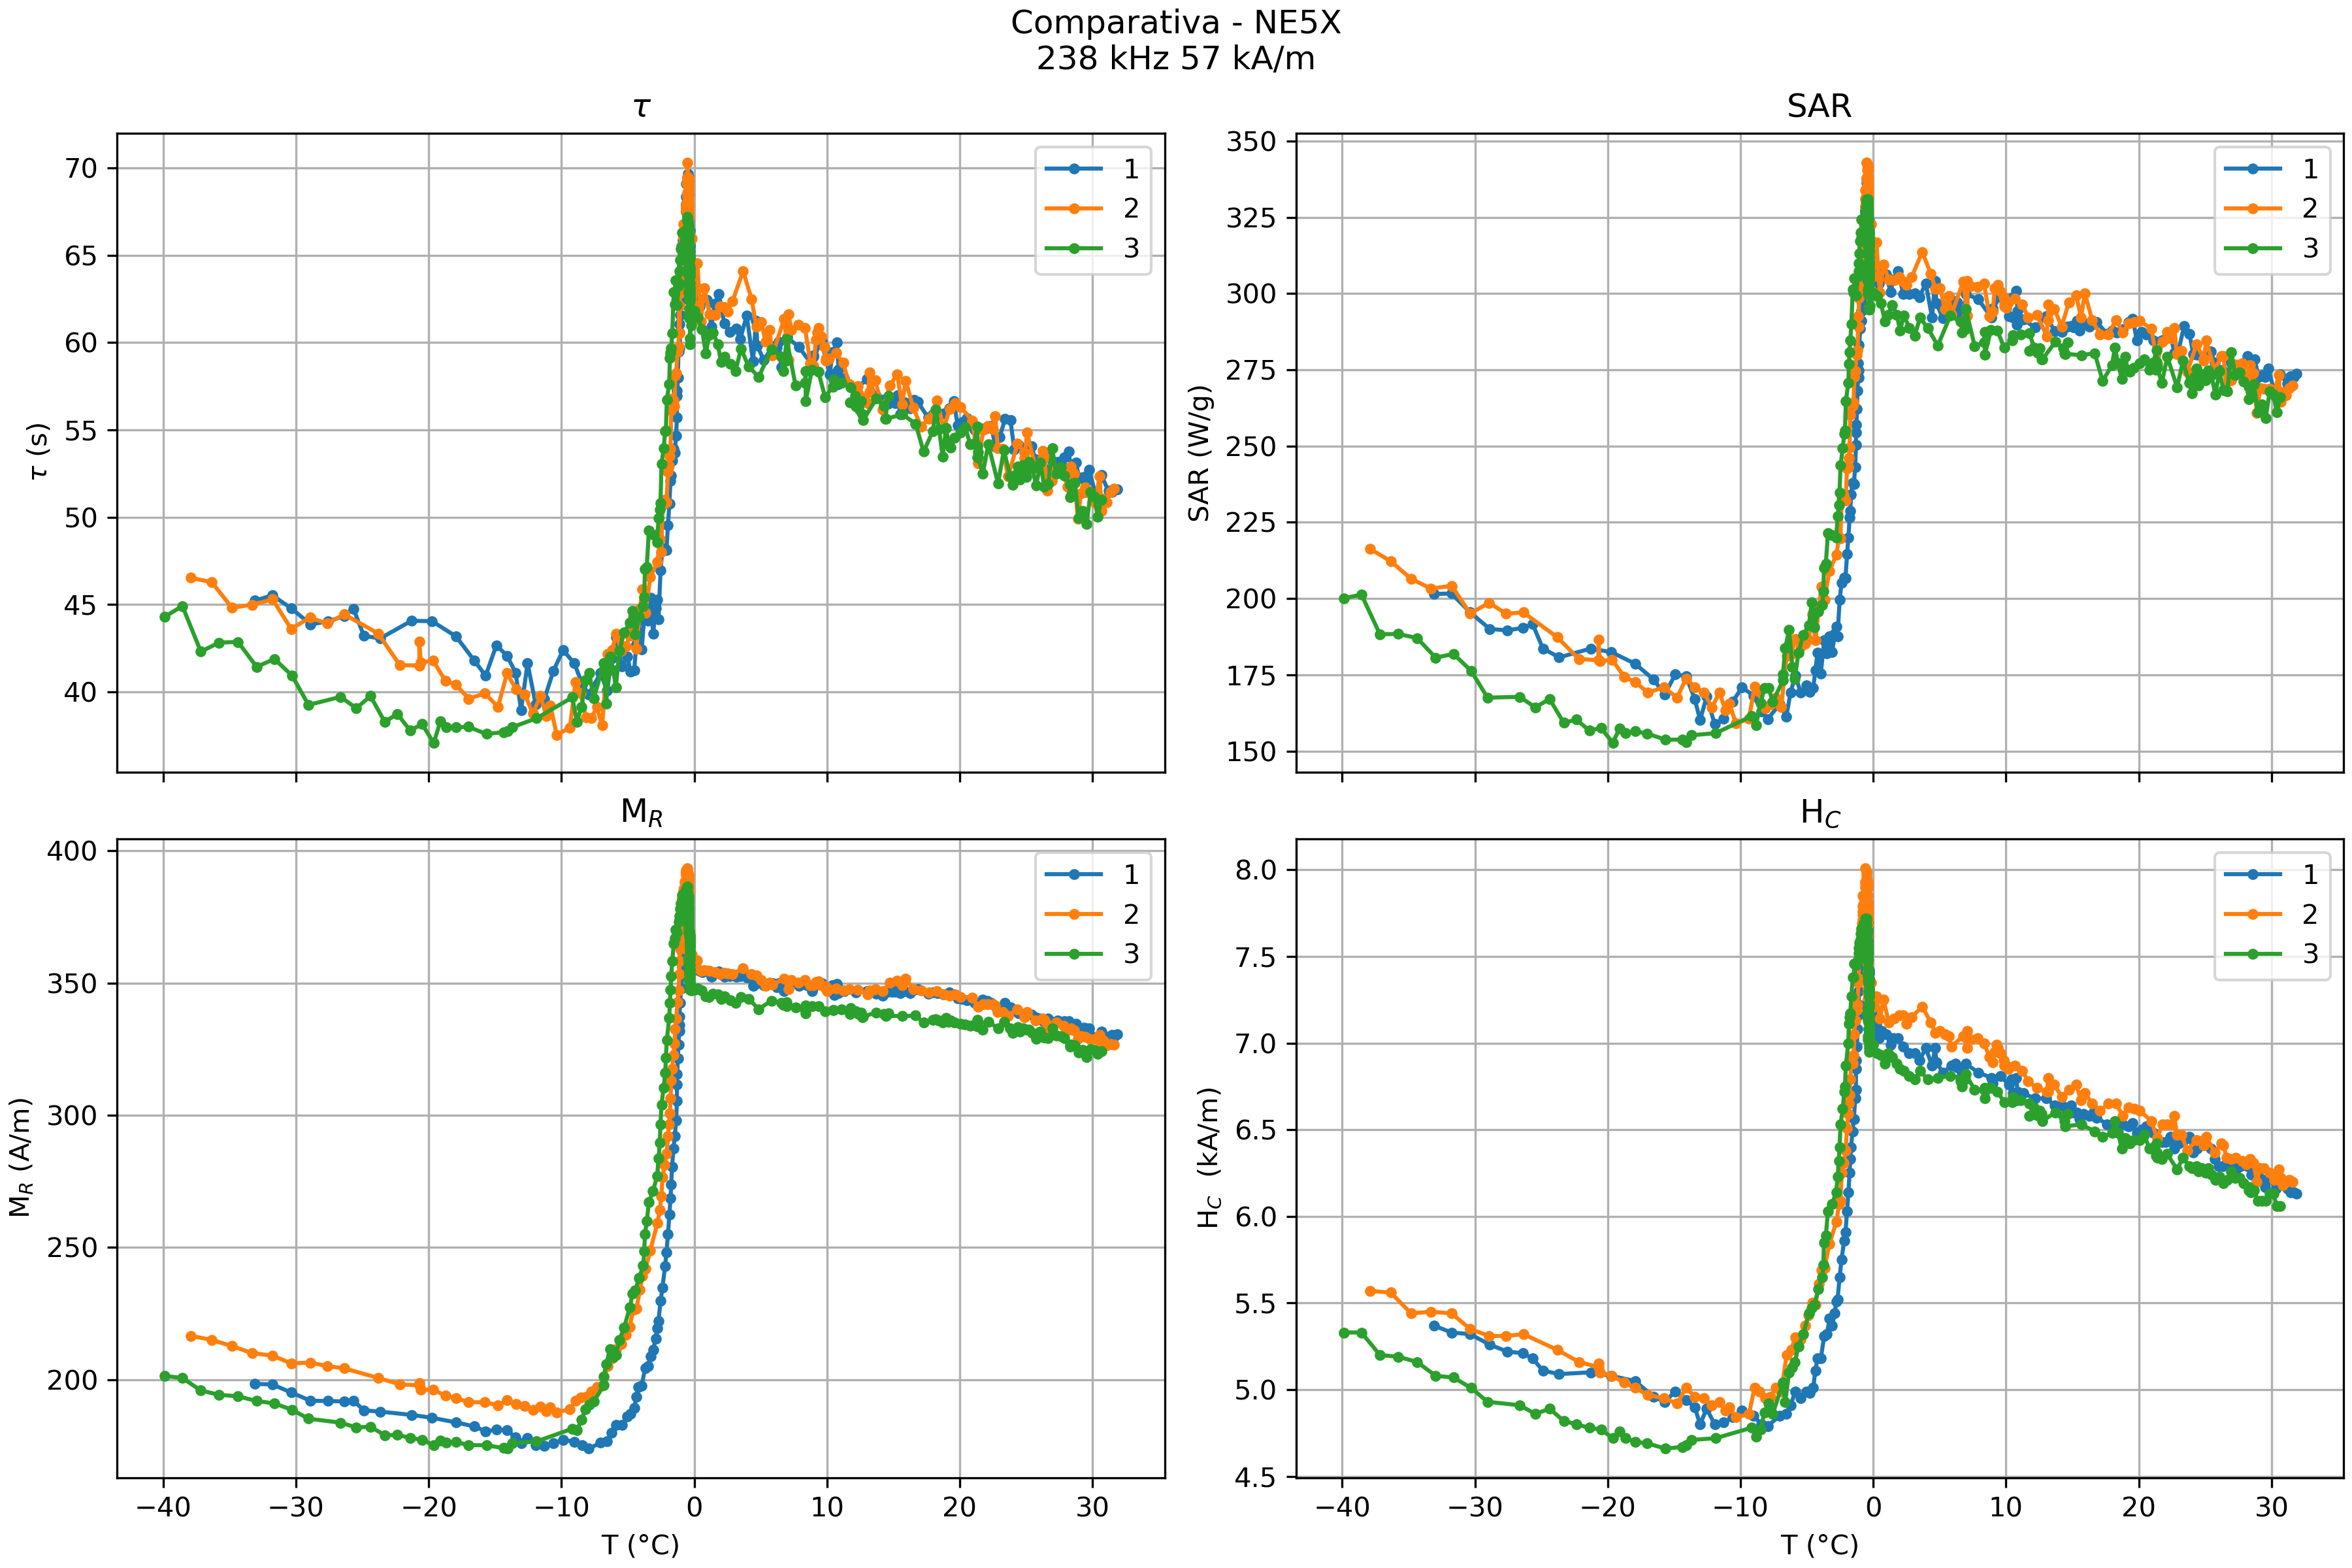 Comparativa - NE5X
238 kHz 57 kA/m
τ
70
65
60
55
50
45
40
τ (s)
1
2
3
SAR
350
325
300
275
250
225
200
175
150
SAR (W/g)
1
2
3
M_R
400
350
300
250
200
M_R (A/m)
1
2
3
−40 −30 −20 −10 0 10 20 30
T (°C)
H_C
8.0
7.5
7.0
6.5
6.0
5.5
5.0
4.5
H_C (kA/m)
1
2
3
−40 −30 −20 −10 0 10 20 30
T (°C)